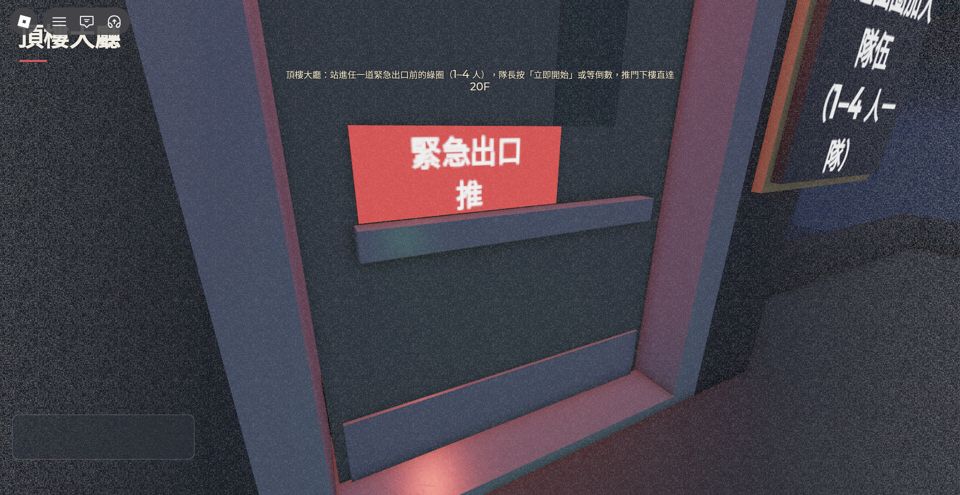 頂樓大廳
頂樓大廳：站進任一道緊急出口前的綠圈（1–4 人），隊長按「立即開始」或等倒數，推門下樓直達
20F
緊急出口
推
隊伍
（1–4 人一
隊）